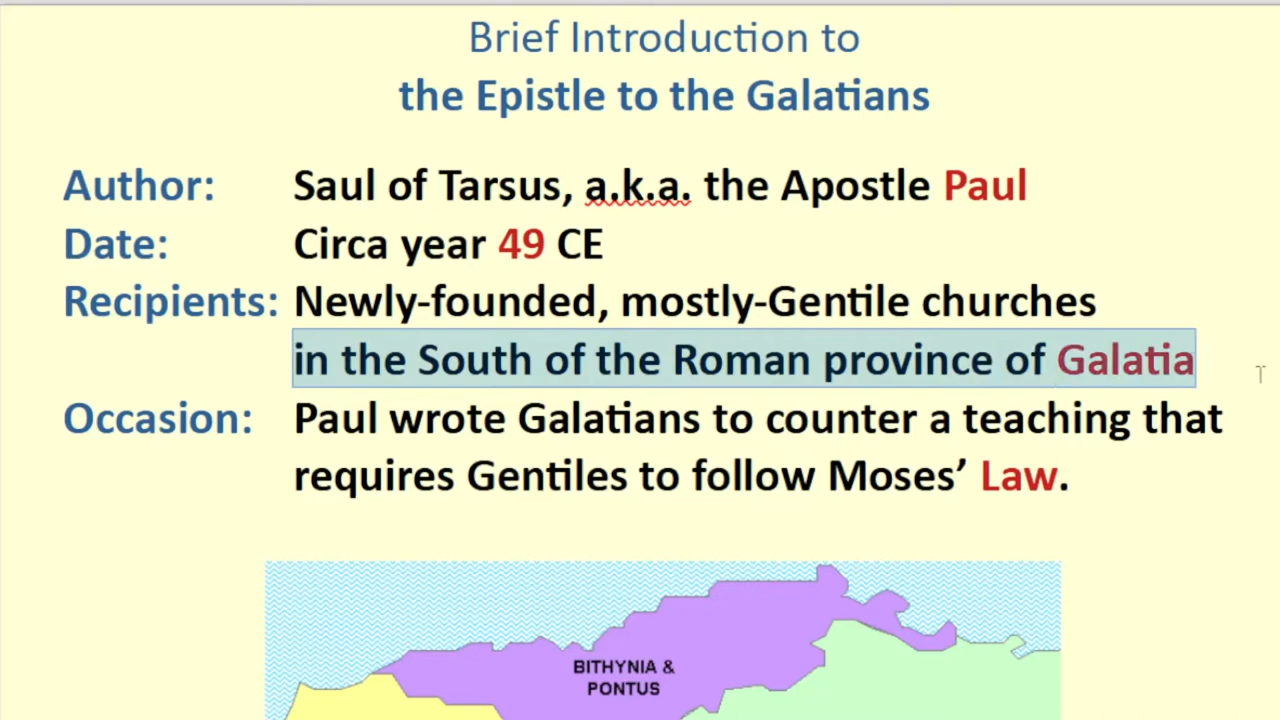 Brief Introduction to
the Epistle to the Galatians
Author: Saul of Tarsus, a.k.a. the Apostle Paul
Date: Circa year 49 CE
Recipients: Newly-founded, mostly-Gentile churches
in the South of the Roman province of Galatia
Occasion: Paul wrote Galatians to counter a teaching that
requires Gentiles to follow Moses’ Law.
BITHYNIA &
PONTUS